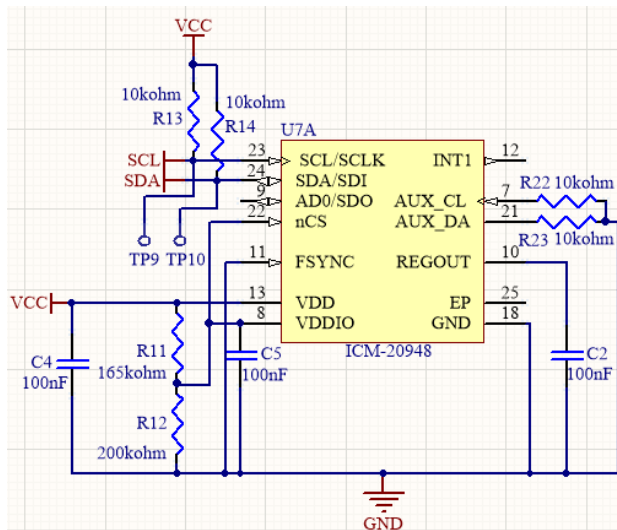 VCC
10kohm
10kohm
R13
R14
U7A
SCL
23
SCL/SCLK
INT1
12
SDA
24
SDA/SDI
9
AD0/SDO
AUX_CL
7
R22
10kohm
22
nCS
AUX_DA
21
R23
10kohm
TP9
TP10
11
FSYNC
REGOUT
10
VCC
13
VDD
EP
25
8
VDDIO
GND
18
ICM-20948
C4
100nF
R11
165kohm
C5
100nF
C2
100nF
R12
200kohm
GND